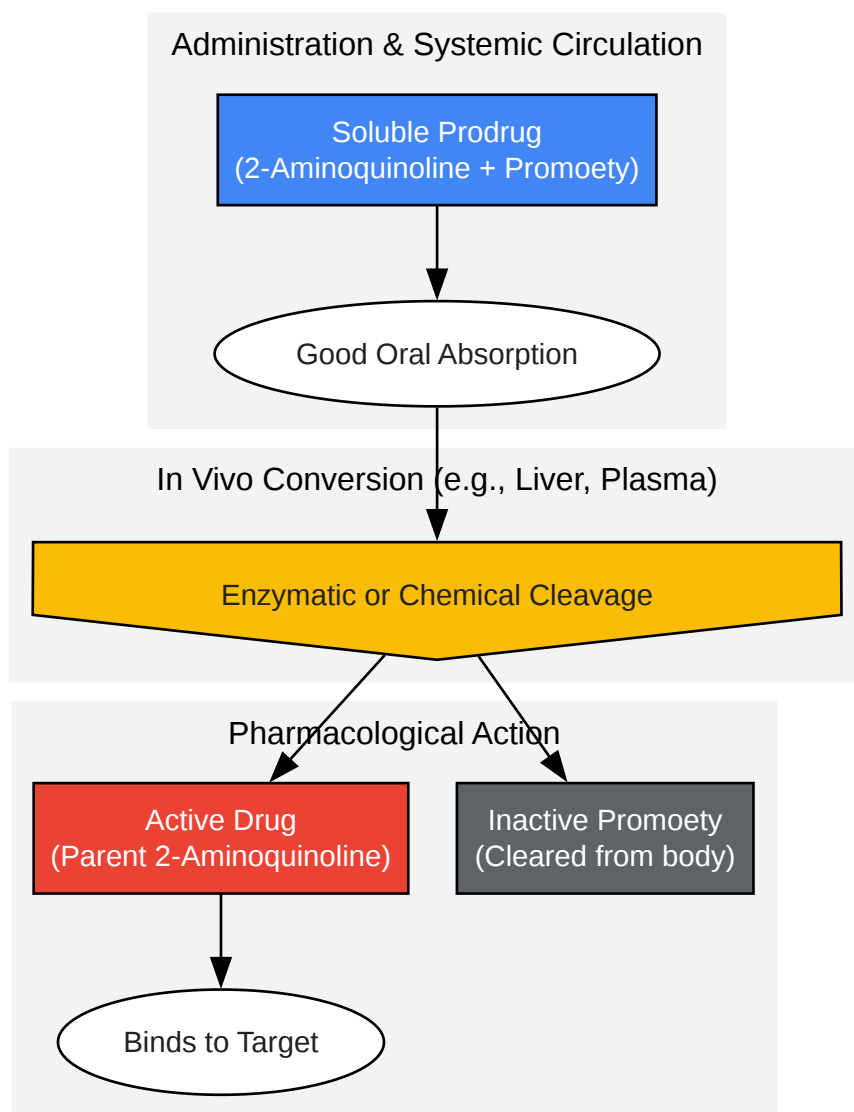 Administration & Systemic Circulation
Soluble Prodrug
(2-Aminoquinoline + Promoety)
Good Oral Absorption
In Vivo Conversion (e.g., Liver, Plasma)
Enzymatic or Chemical Cleavage
Pharmacological Action
Active Drug
(Parent 2-Aminoquinoline)
Inactive Promoety
(Cleared from body)
Binds to Target